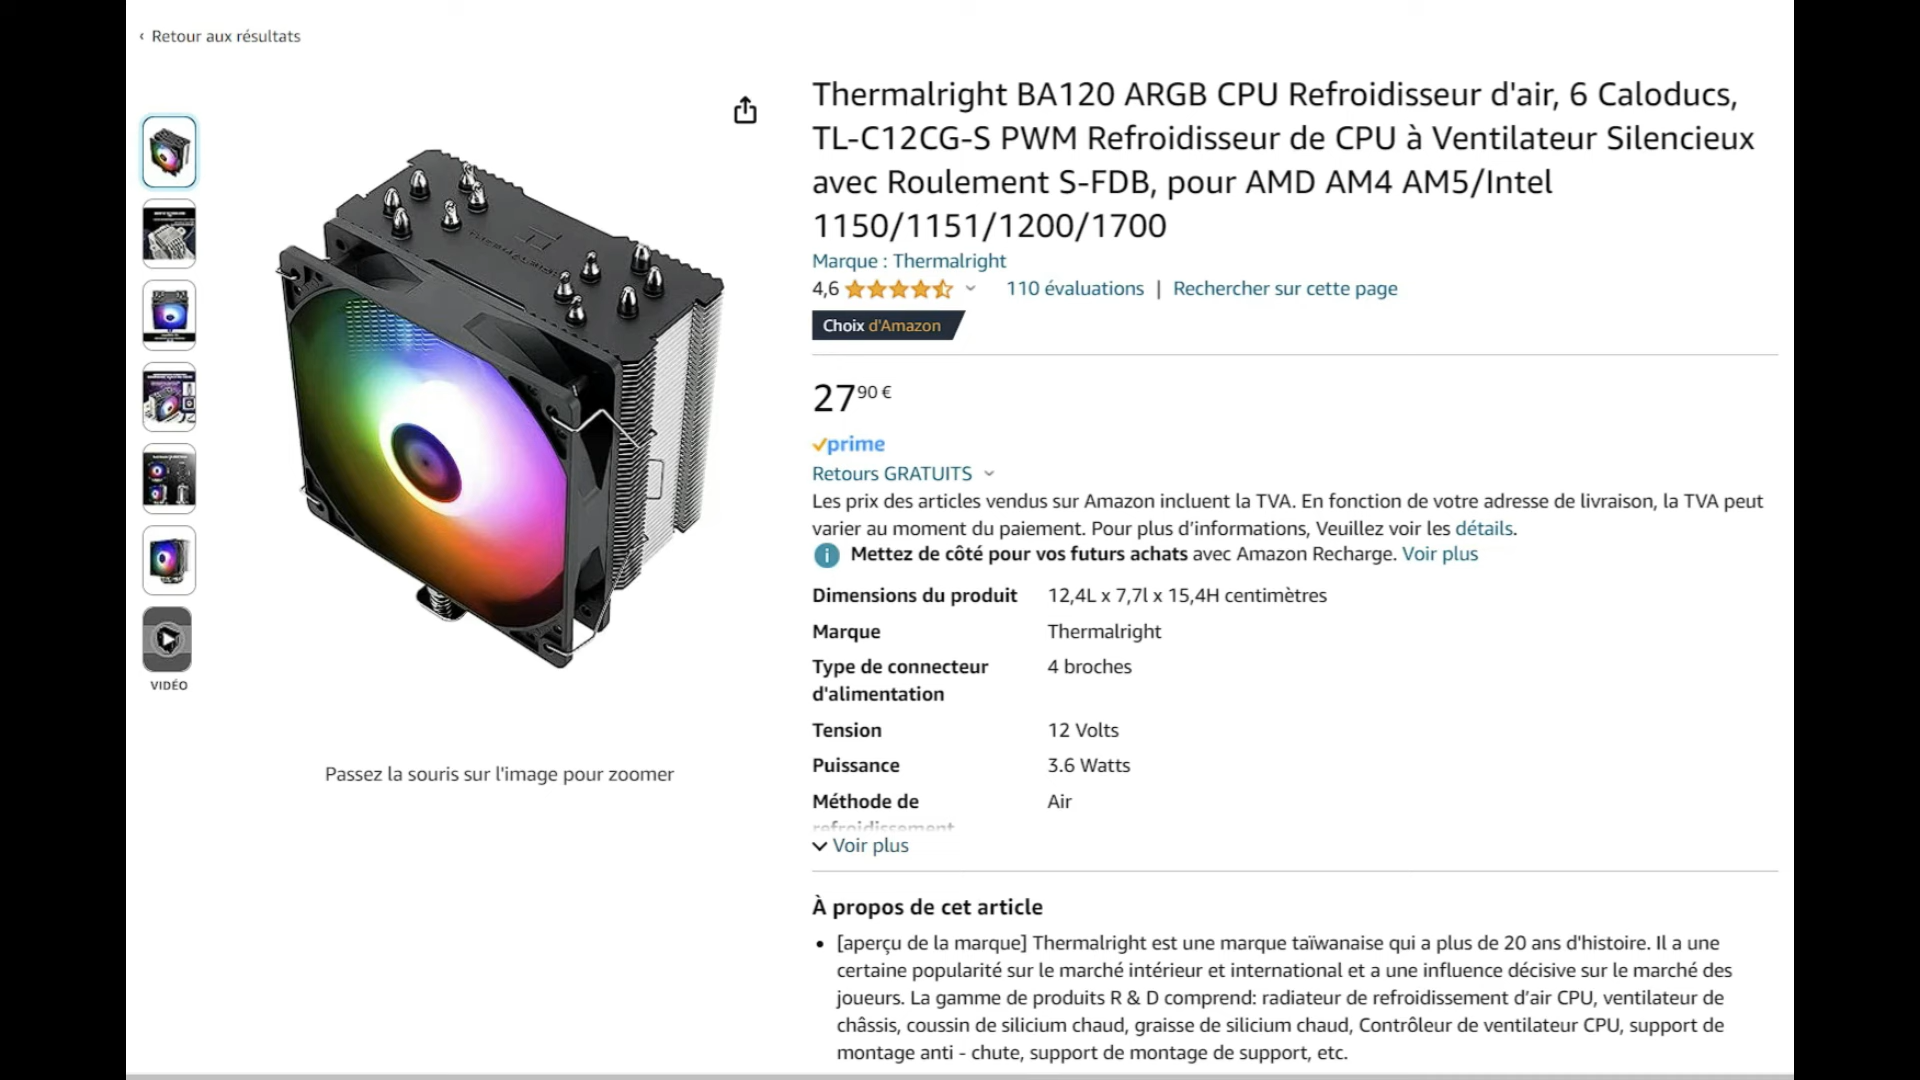 ‹ Retour aux résultats
Thermalright BA120 ARGB CPU Refroidisseur d'air, 6 Caloducs,
TL-C12CG-S PWM Refroidisseur de CPU à Ventilateur Silencieux
avec Roulement S-FDB, pour AMD AM4 AM5/Intel
1150/1151/1200/1700
Marque : Thermalright
4,6 110 évaluations | Rechercher sur cette page
Choix d'Amazon
27 90 €
prime
Retours GRATUITS
Les prix des articles vendus sur Amazon incluent la TVA. En fonction de votre adresse de livraison, la TVA peut
varier au moment du paiement. Pour plus d’informations, Veuillez voir les détails.
Mettez de côté pour vos futurs achats avec Amazon Recharge. Voir plus
Dimensions du produit 12,4L x 7,7l x 15,4H centimètres
Marque Thermalright
Type de connecteur 4 broches
d'alimentation
Tension 12 Volts
Puissance 3.6 Watts
Méthode de Air
refroidissement
Voir plus
VIDÉO
Passez la souris sur l'image pour zoomer
À propos de cet article
• [aperçu de la marque] Thermalright est une marque taïwanaise qui a plus de 20 ans d'histoire. Il a une
certaine popularité sur le marché intérieur et international et a une influence décisive sur le marché des
joueurs. La gamme de produits R & D comprend: radiateur de refroidissement d’air CPU, ventilateur de
châssis, coussin de silicium chaud, graisse de silicium chaud, Contrôleur de ventilateur CPU, support de
montage anti - chute, support de montage de support, etc.